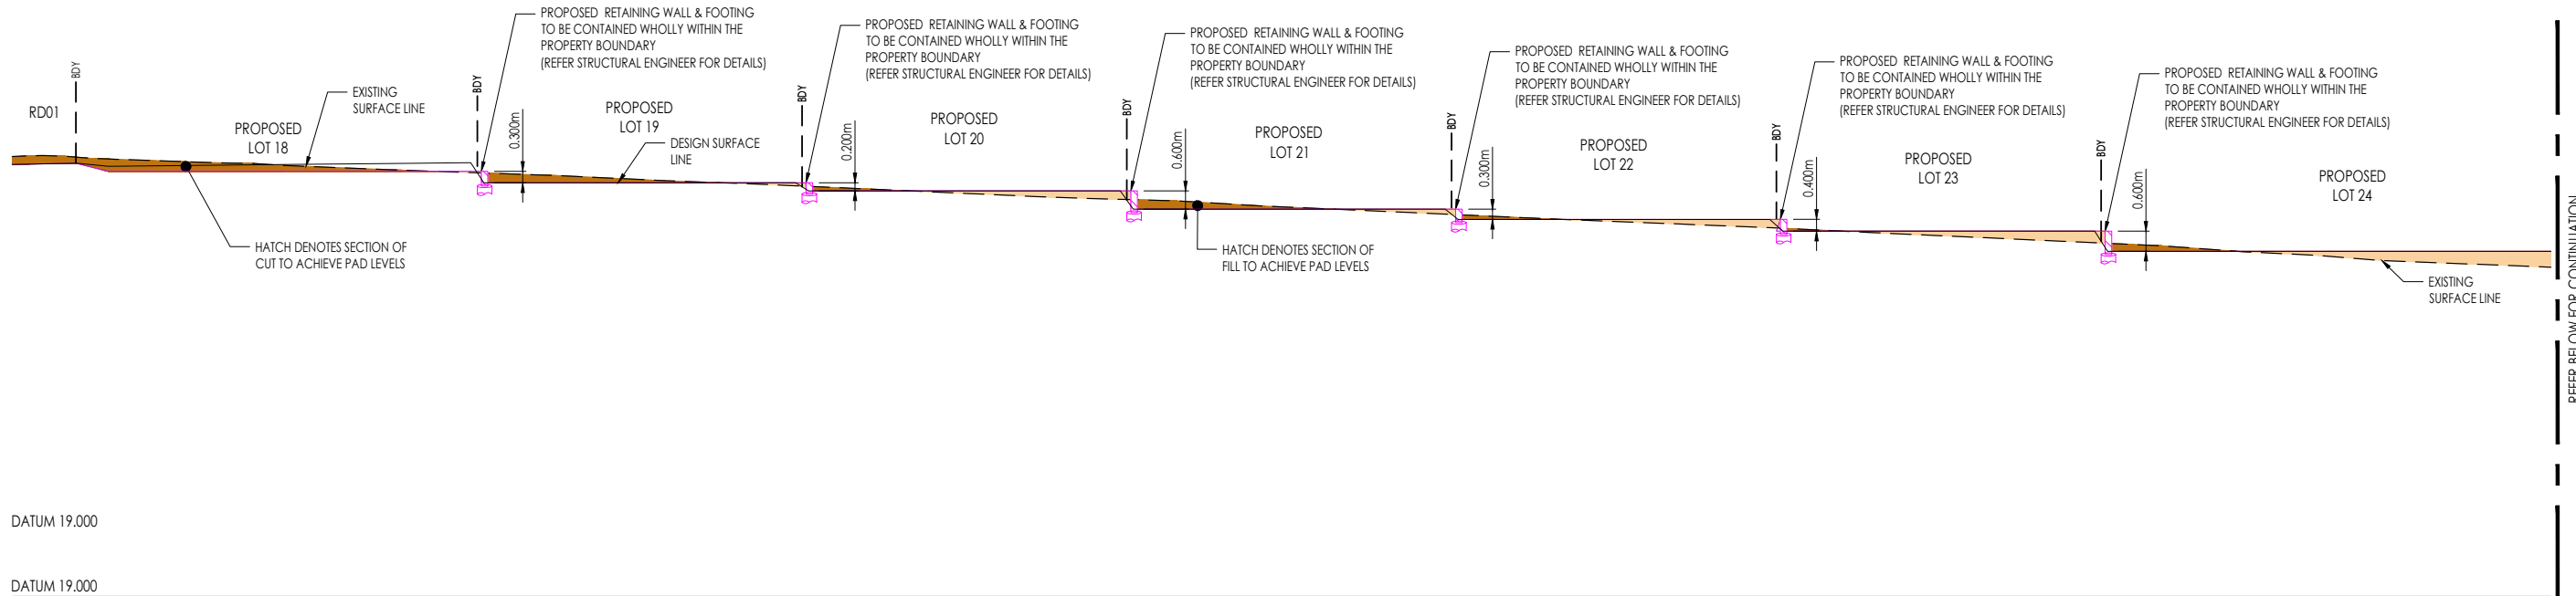 PROPOSED RETAINING WALL & FOOTING
TO BE CONTAINED WHOLLY WITHIN THE
PROPERTY BOUNDARY
(REFER STRUCTURAL ENGINEER FOR DETAILS)
PROPOSED RETAINING WALL & FOOTING
TO BE CONTAINED WHOLLY WITHIN THE
PROPERTY BOUNDARY
(REFER STRUCTURAL ENGINEER FOR DETAILS)
PROPOSED RETAINING WALL & FOOTING
TO BE CONTAINED WHOLLY WITHIN THE
PROPERTY BOUNDARY
(REFER STRUCTURAL ENGINEER FOR DETAILS)
PROPOSED RETAINING WALL & FOOTING
TO BE CONTAINED WHOLLY WITHIN THE
PROPERTY BOUNDARY
(REFER STRUCTURAL ENGINEER FOR DETAILS)
PROPOSED RETAINING WALL & FOOTING
TO BE CONTAINED WHOLLY WITHIN THE
PROPERTY BOUNDARY
(REFER STRUCTURAL ENGINEER FOR DETAILS)
PROPOSED RETAINING WALL & FOOTING
TO BE CONTAINED WHOLLY WITHIN THE
PROPERTY BOUNDARY
(REFER STRUCTURAL ENGINEER FOR DETAILS)
BDY
BDY
BDY
BDY
BDY
BDY
BDY
RD01
EXISTING
SURFACE LINE
PROPOSED
LOT 18
0.300m
PROPOSED
LOT 19
DESIGN SURFACE
LINE
0.200m
PROPOSED
LOT 20
0.600m
PROPOSED
LOT 21
0.300m
PROPOSED
LOT 22
0.400m
PROPOSED
LOT 23
0.600m
PROPOSED
LOT 24
HATCH DENOTES SECTION OF
CUT TO ACHIEVE PAD LEVELS
HATCH DENOTES SECTION OF
FILL TO ACHIEVE PAD LEVELS
EXISTING
SURFACE LINE
REFER BELOW FOR CONTINUATION
DATUM 19.000
DATUM 19.000